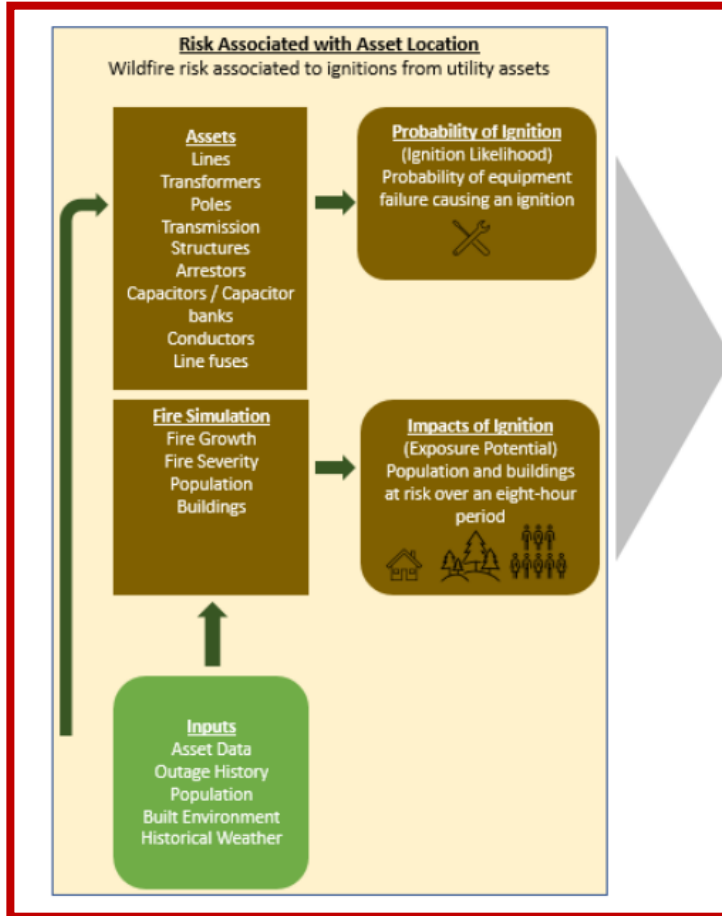 Risk Associated with Asset Location
Wildfire risk associated to ignitions from utility assets
Assets
Lines
Transformers
Poles
Transmission
Structures
Arrestors
Capacitors / Capacitor
banks
Conductors
Line fuses
Probability of Ignition
(Ignition Likelihood)
Probability of equipment
failure causing an ignition
Fire Simulation
Fire Growth
Fire Severity
Population
Buildings
Impacts of Ignition
(Exposure Potential)
Population and buildings
at risk over an eight-hour
period
Inputs
Asset Data
Outage History
Population
Built Environment
Historical Weather